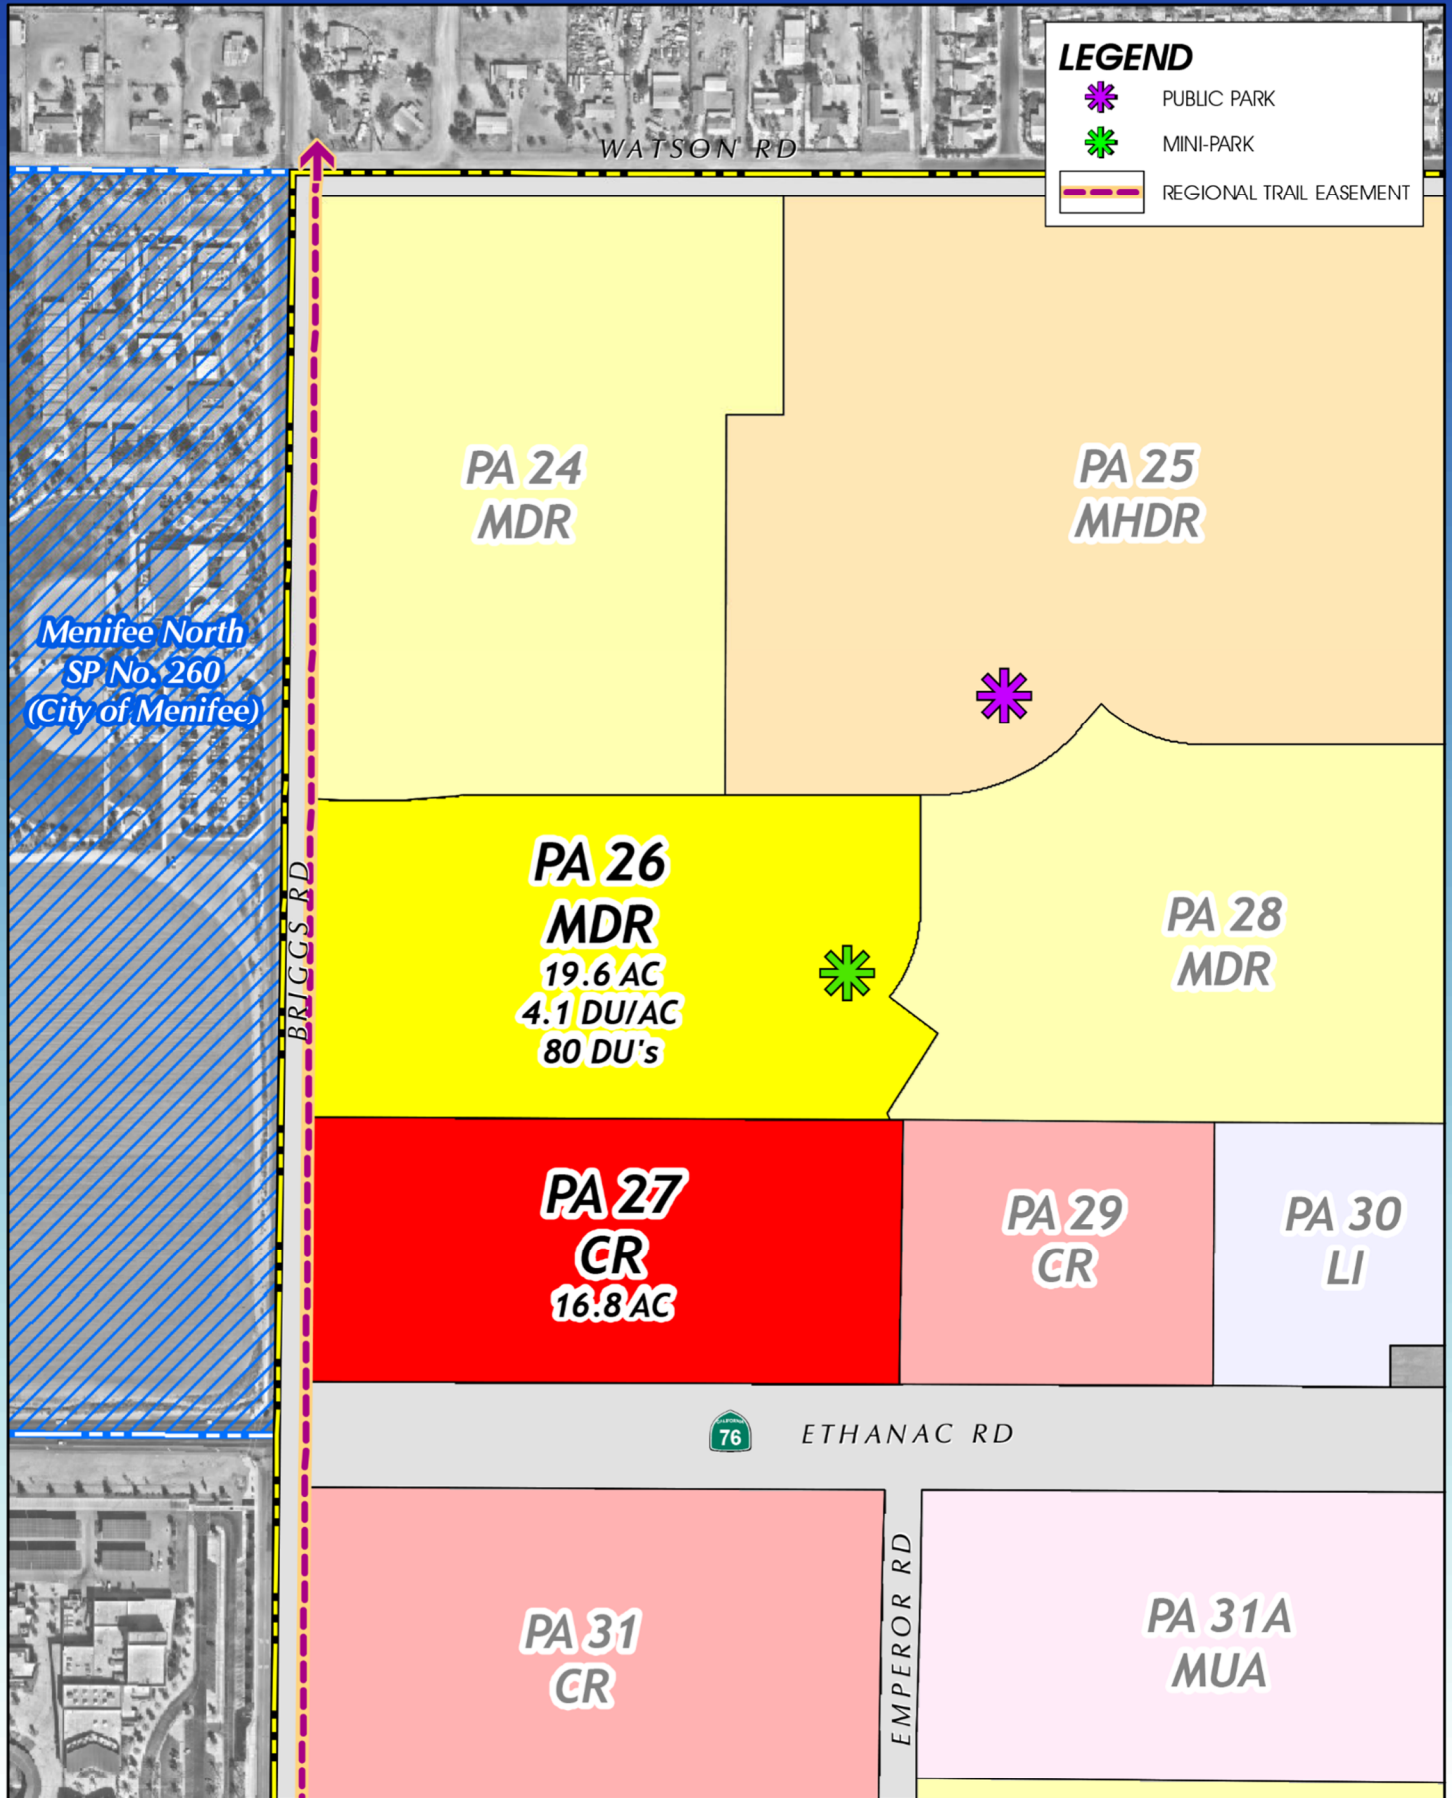 LEGEND
PUBLIC PARK
MINI-PARK
REGIONAL TRAIL EASEMENT
WATSON RD
PA 24
MDR
PA 25
MHDR
Menifee North
SP No. 260
(City of Menifee)
BRIGGS RD
PA 26
MDR
19.6 AC
4.1 DU/AC
80 DU's
PA 28
MDR
PA 27
CR
16.8 AC
PA 29
CR
PA 30
LI
CALIFORNIA
76
ETHANAC RD
EMPEROR RD
PA 31
CR
PA 31A
MUA